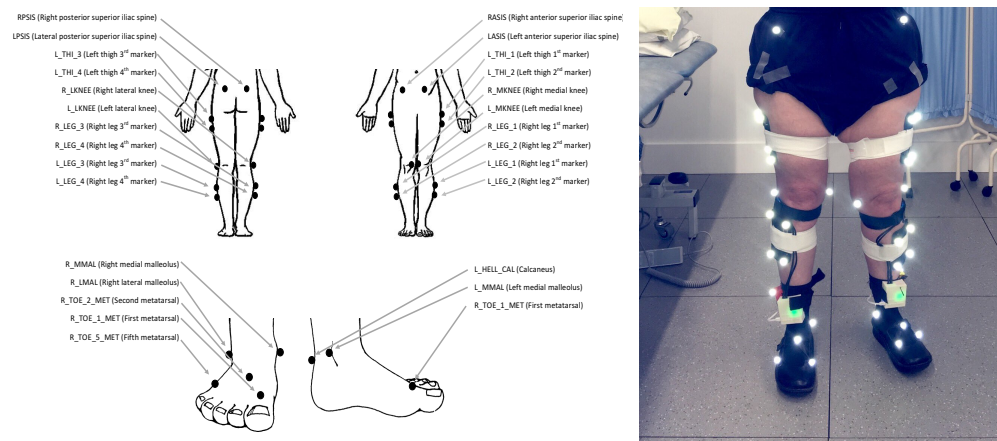 RPSIS (Right posterior superior iliac spine)
LPSIS (Lateral posterior superior iliac spine)
L_THI_3 (Left thigh 3rd marker)
L_THI_4 (Left thigh 4th marker)
R_LKNEE (Right lateral knee)
L_LKNEE (Left lateral knee)
R_LEG_3 (Right leg 3rd marker)
R_LEG_4 (Right leg 4th marker)
L_LEG_3 (Right leg 3rd marker)
L_LEG_4 (Right leg 4th marker)
RASIS (Right anterior superior iliac spine)
LASIS (Left anterior superior iliac spine)
L_THI_1 (Left thigh 1st marker)
L_THI_2 (Left thigh 2nd marker)
R_MKNEE (Right medial knee)
L_MKNEE (Left medial knee)
R_LEG_1 (Right leg 1st marker)
R_LEG_2 (Right leg 2nd marker)
L_LEG_1 (Right leg 1st marker)
L_LEG_2 (Right leg 2nd marker)
R_MMAL (Right medial malleolus)
R_LMAL (Right lateral malleolus)
R_TOE_2_MET (Second metatarsal)
R_TOE_1_MET (First metatarsal)
R_TOE_5_MET (Fifth metatarsal)
L_HELL_CAL (Calcaneus)
L_MMAL (Left medial malleolus)
R_TOE_1_MET (First metatarsal)